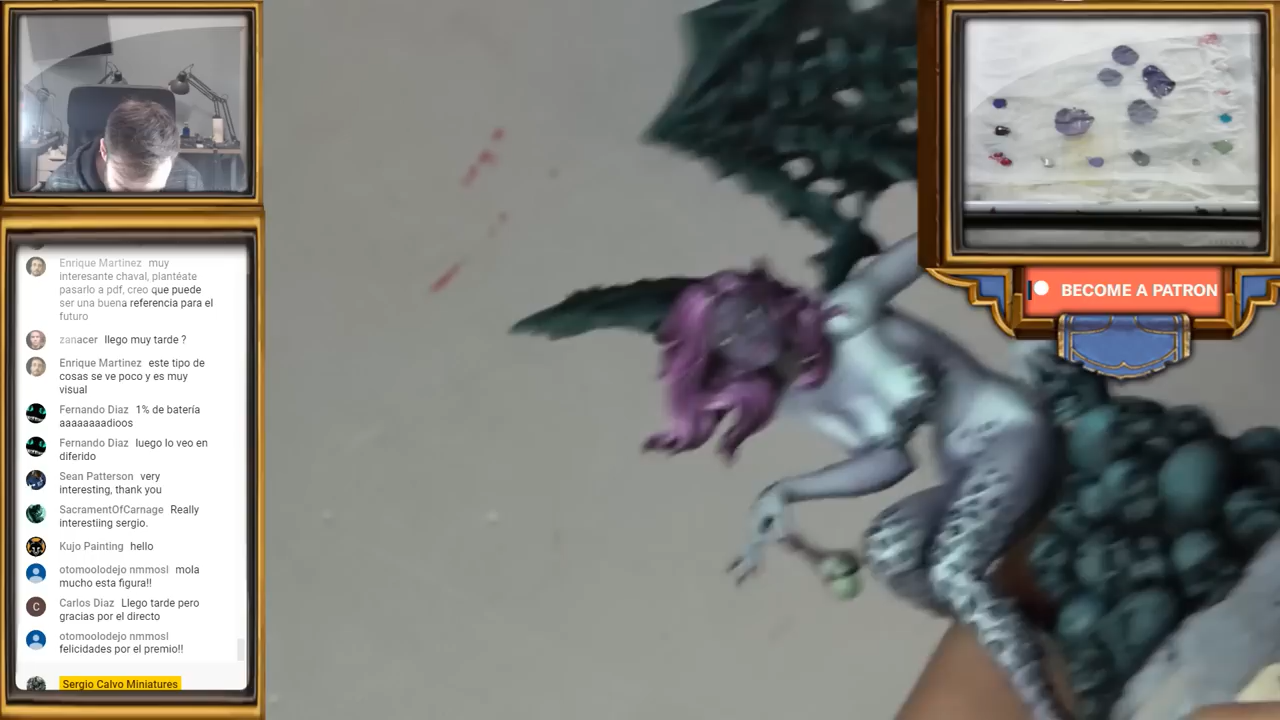 Enrique Martinez muy
interesante chaval, plantéate
pasarlo a pdf, creo que puede
ser una buena referencia para el
futuro
zanacer llego muy tarde ?
Enrique Martinez este tipo de
cosas se ve poco y es muy
visual
Fernando Diaz 1% de batería
aaaaaaaadioos
Fernando Diaz luego lo veo en
diferido
Sean Patterson very
interesting, thank you
SacramentOfCarnage Really
interestiing sergio.
Kujo Painting hello
otomoolodejo nmmosl mola
mucho esta figura!!
C
Carlos Diaz Llego tarde pero
gracias por el directo
otomoolodejo nmmosl
felicidades por el premio!!
Sergio Calvo Miniatures
BECOME A PATRON